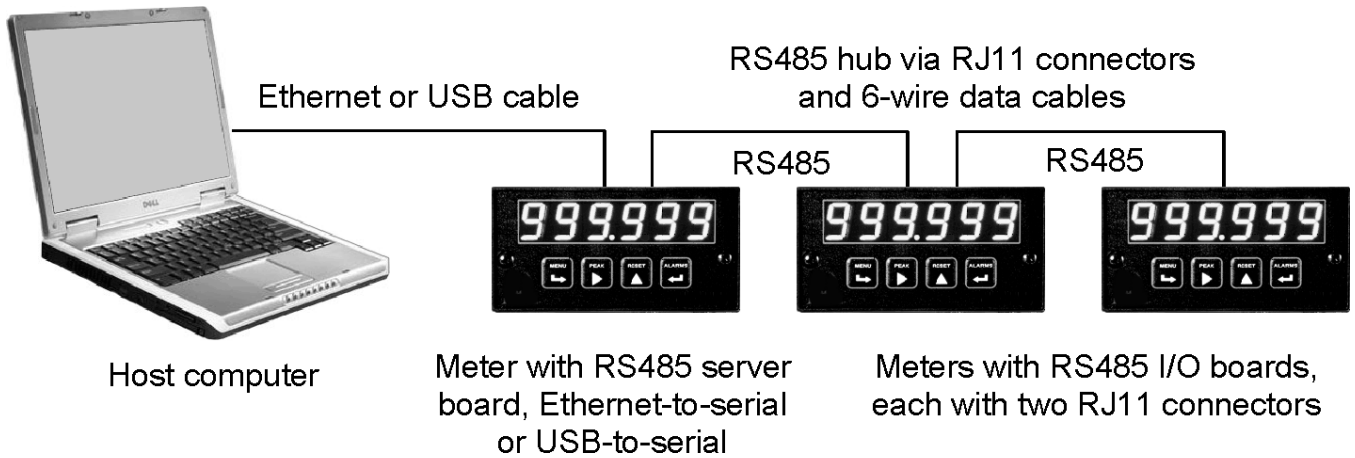 RS485 hub via RJ11 connectors
and 6-wire data cables
Ethernet or USB cable
RS485
RS485
DELL
999.999
MENU PEAK RESET ALARMS
999.999
MENU PEAK RESET ALARMS
999.999
MENU PEAK RESET ALARMS
Host computer
Meter with RS485 server
board, Ethernet-to-serial
or USB-to-serial
Meters with RS485 I/O boards,
each with two RJ11 connectors